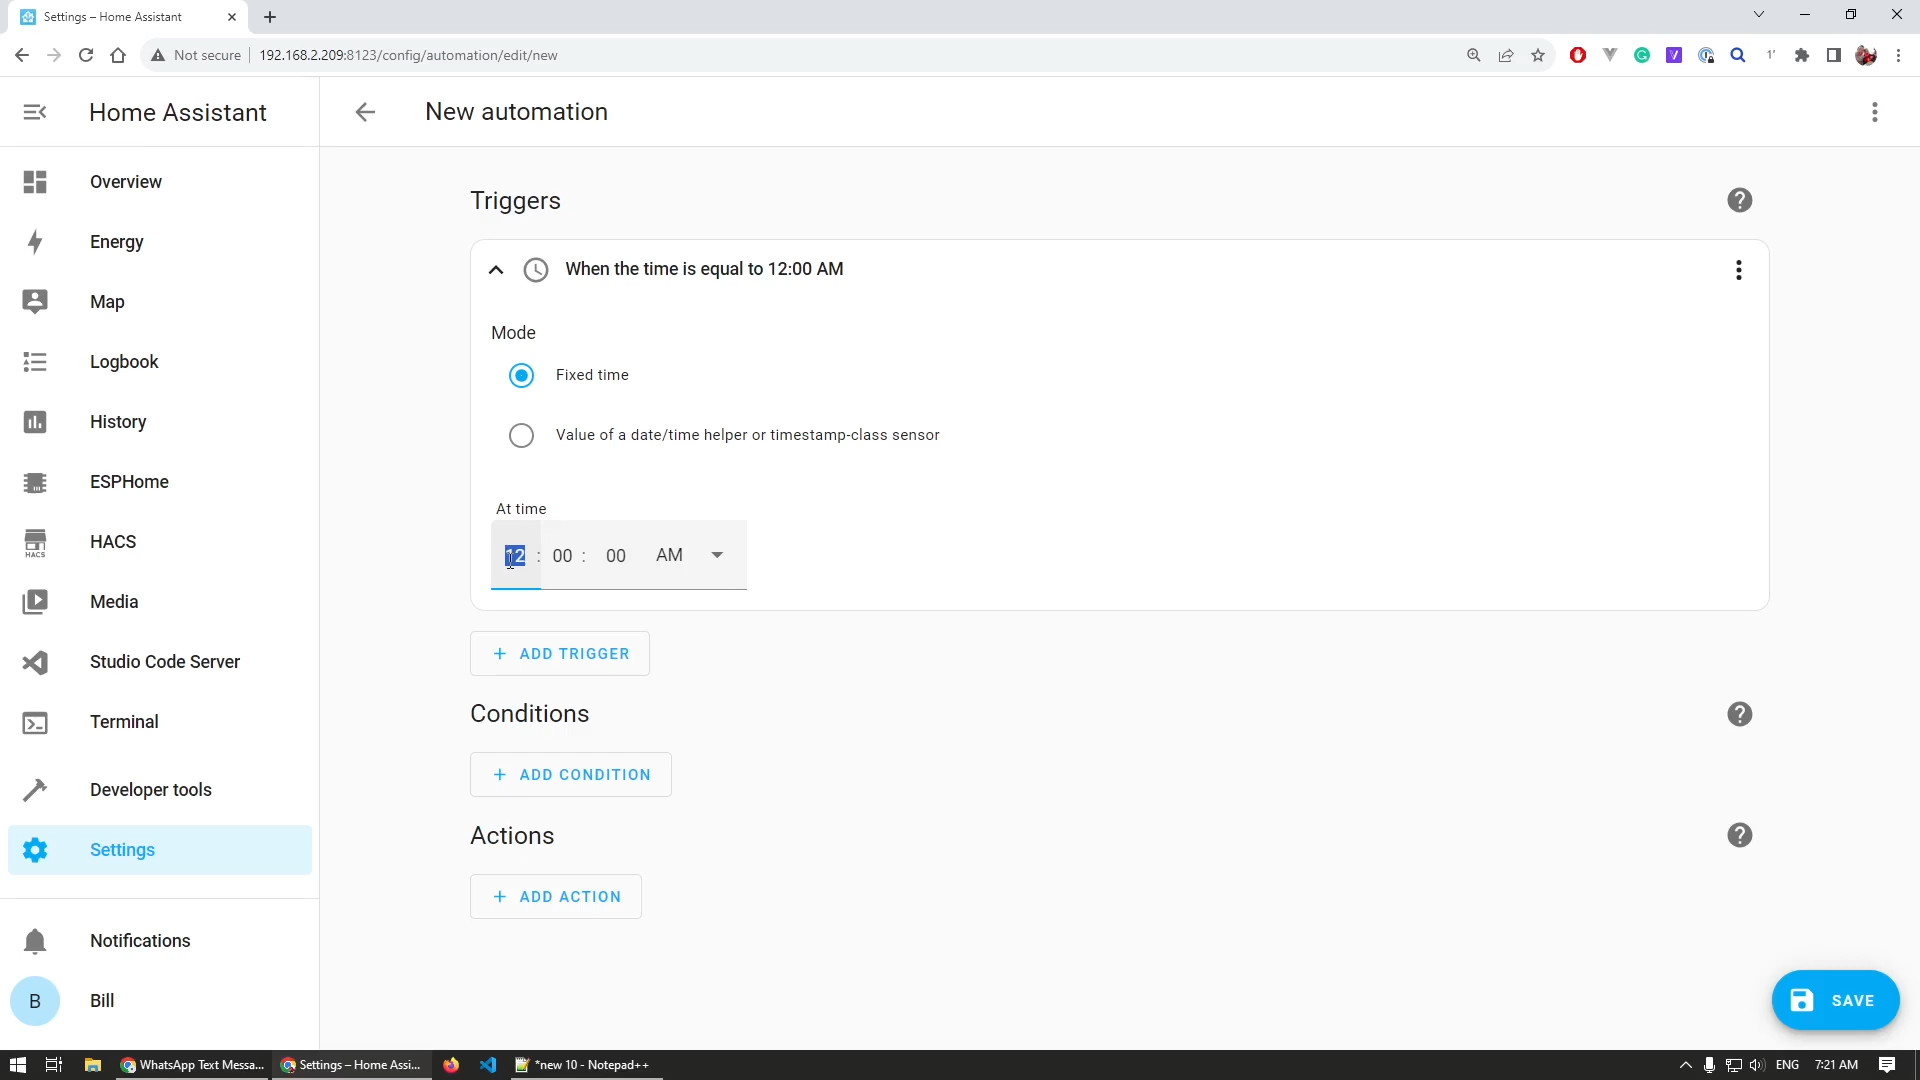 Settings – Home Assistant
Not secure
192.168.2.209:8123/config/automation/edit/new
Home Assistant
New automation
Overview
Energy
Map
Logbook
History
ESPHome
HACS
HACS
Media
Studio Code Server
Terminal
Developer tools
Settings
Notifications
B
Bill
Triggers
When the time is equal to 12:00 AM
Mode
Fixed time
Value of a date/time helper or timestamp-class sensor
At time
12 : 00 : 00 AM
+ ADD TRIGGER
Conditions
+ ADD CONDITION
Actions
+ ADD ACTION
SAVE
WhatsApp Text Messa...
Settings – Home Assi...
*new 10 - Notepad++
ENG
7:21 AM